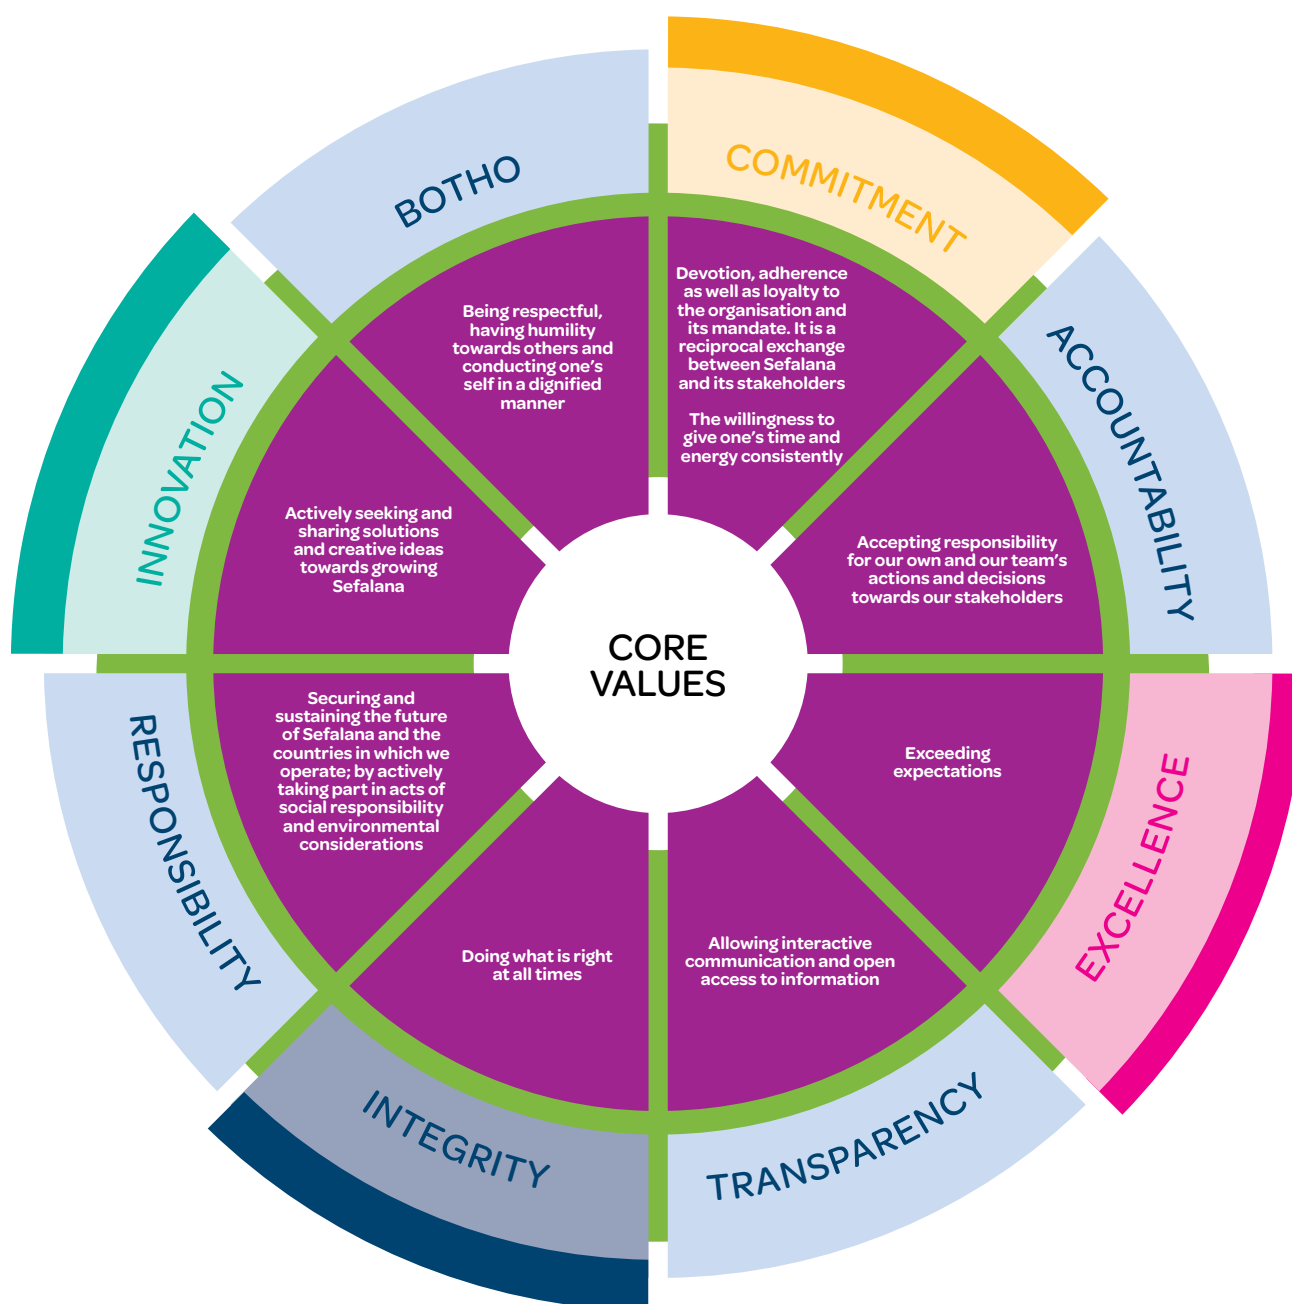 CORE
VALUES
COMMITMENT
Devotion, adherence
as well as loyalty to
the organisation and
its mandate. It is a
reciprocal exchange
between Sefalana
and its stakeholders
The willingness to
give one’s time and
energy consistently
ACCOUNTABILITY
Accepting responsibility
for our own and our team’s
actions and decisions
towards our stakeholders
EXCELLENCE
Exceeding
expectations
TRANSPARENCY
Allowing interactive
communication and open
access to information
INTEGRITY
Doing what is right
at all times
RESPONSIBILITY
Securing and
sustaining the future
of Sefalana and the
countries in which we
operate; by actively
taking part in acts of
social responsibility
and environmental
considerations
INNOVATION
Actively seeking and
sharing solutions
and creative ideas
towards growing
Sefalana
BOTHO
Being respectful,
having humility
towards others and
conducting one’s
self in a dignified
manner